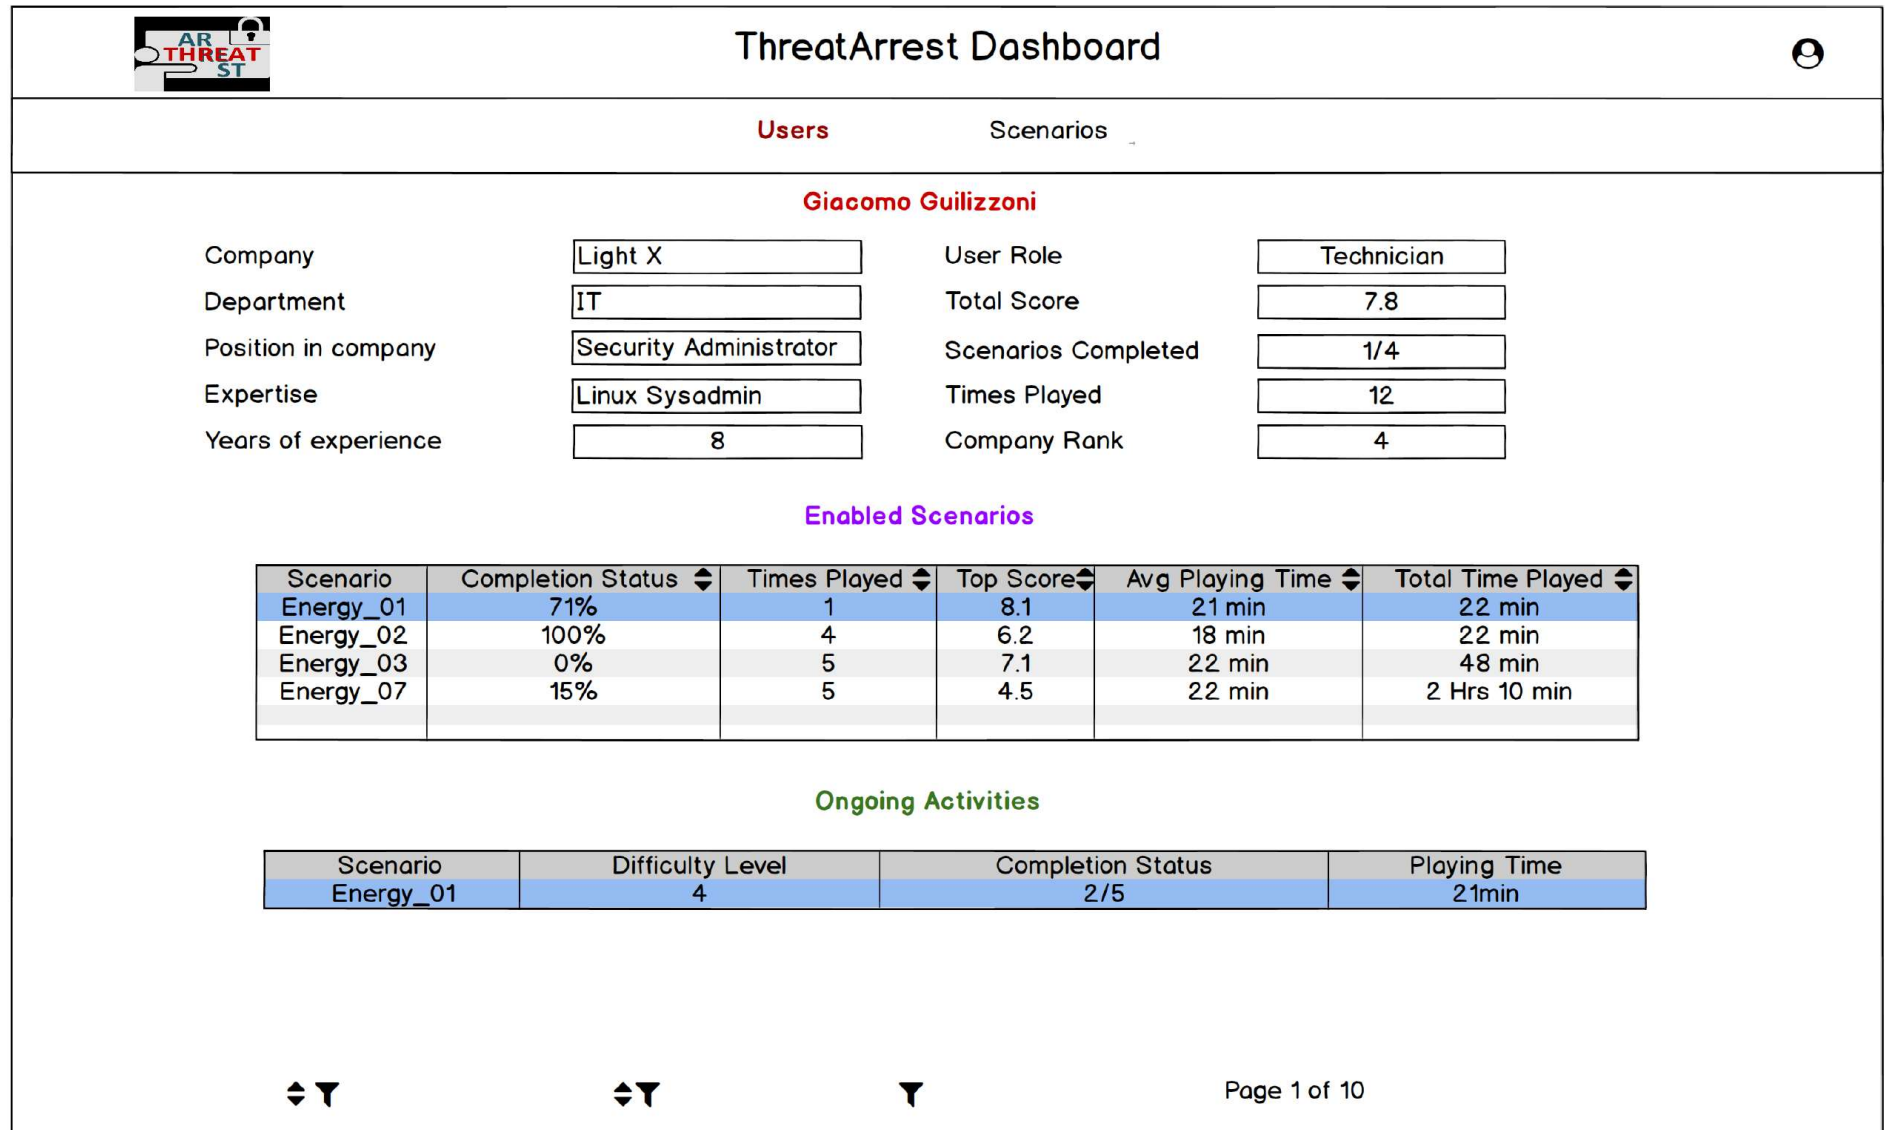 AR
THREAT
ST
ThreatArrest Dashboard
Users Scenarios
Giacomo Guilizzoni
Company Light X User Role Technician
Department IT Total Score 7.8
Position in company Security Administrator Scenarios Completed 1/4
Expertise Linux Sysadmin Times Played 12
Years of experience 8 Company Rank 4
Enabled Scenarios
Scenario Completion Status Times Played Top Score Avg Playing Time Total Time Played
Energy_01 71% 1 8.1 21 min 22 min
Energy_02 100% 4 6.2 18 min 22 min
Energy_03 0% 5 7.1 22 min 48 min
Energy_07 15% 5 4.5 22 min 2 Hrs 10 min
Ongoing Activities
Scenario Difficulty Level Completion Status Playing Time
Energy_01 4 2/5 21min
Page 1 of 10